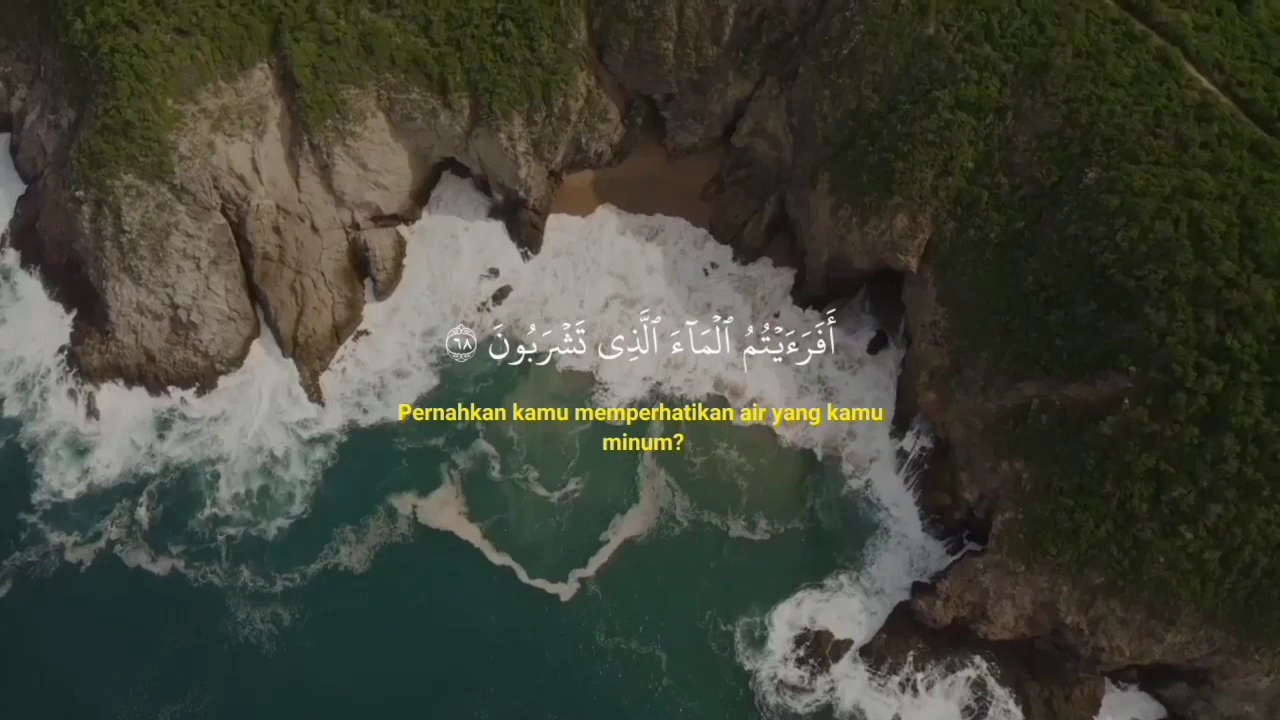 أَفَرَءَيْتُمُ ٱلْمَآءَ ٱلَّذِى تَشْرَبُونَ ٦٨
Pernahkan kamu memperhatikan air yang kamu
minum?